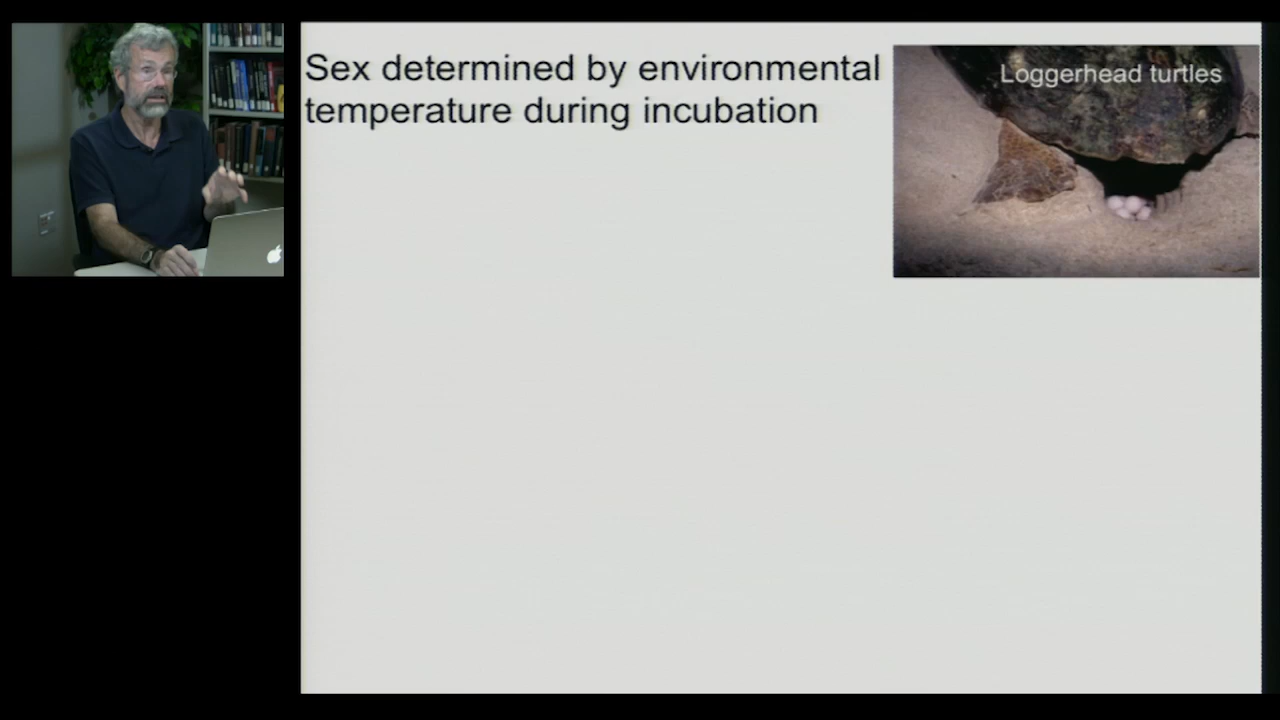 Sex determined by environmental
temperature during incubation
Loggerhead turtles